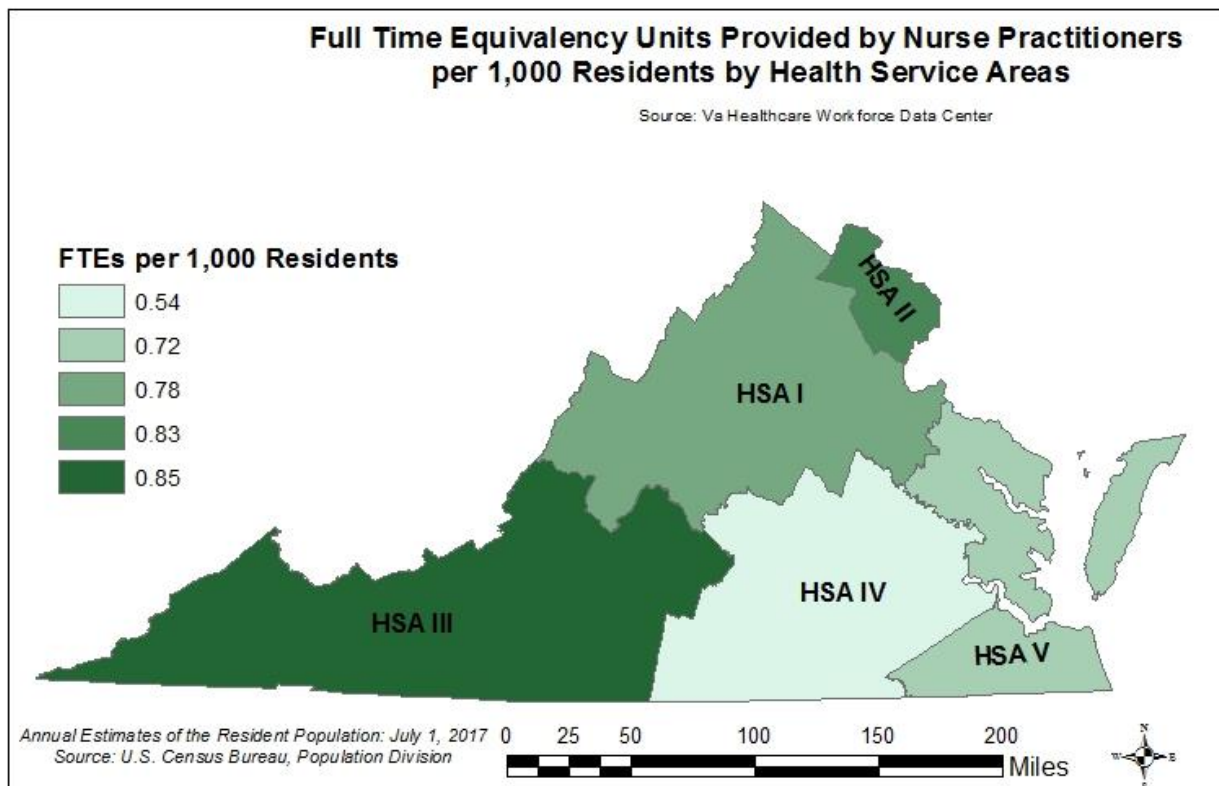 Full Time Equivalency Units Provided by Nurse Practitioners
per 1,000 Residents by Health Service Areas
Source: Va Healthcare Workforce Data Center
FTEs per 1,000 Residents
0.54
0.72
0.78
0.83
0.85
HSA II
HSA I
HSA IV
HSA III
HSA V
Annual Estimates of the Resident Population: July 1, 2017
Source: U.S. Census Bureau, Population Division
0 25 50 100 150 200
Miles
N
W E
S